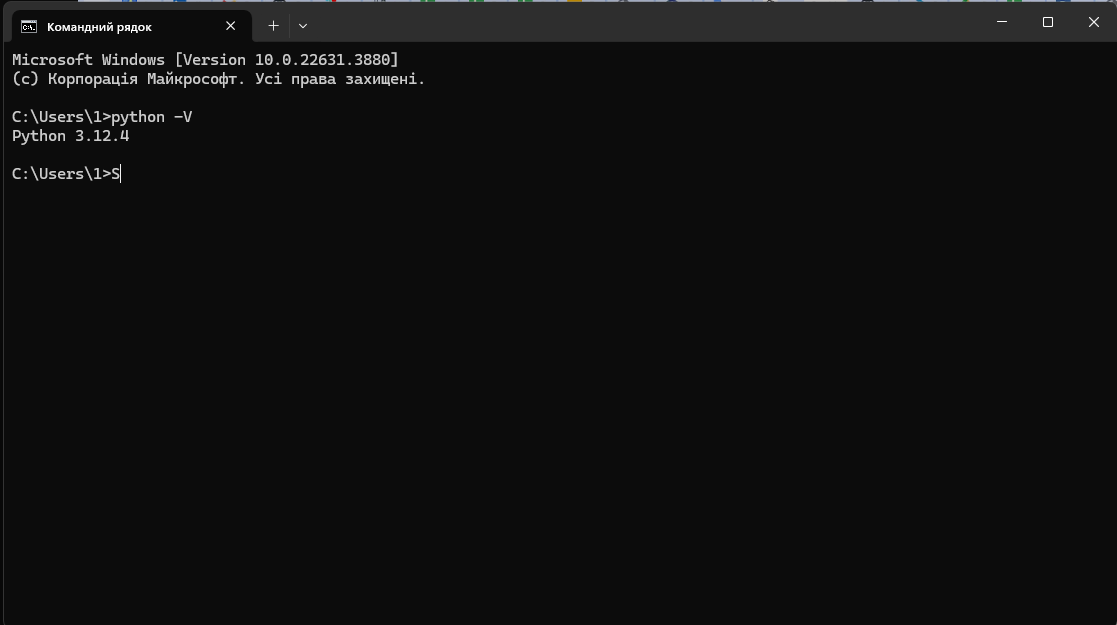 Командний рядок
Microsoft Windows [Version 10.0.22631.3880]
(c) Корпорація Майкрософт. Усі права захищені.
C:\Users\1>python -V
Python 3.12.4
C:\Users\1>S